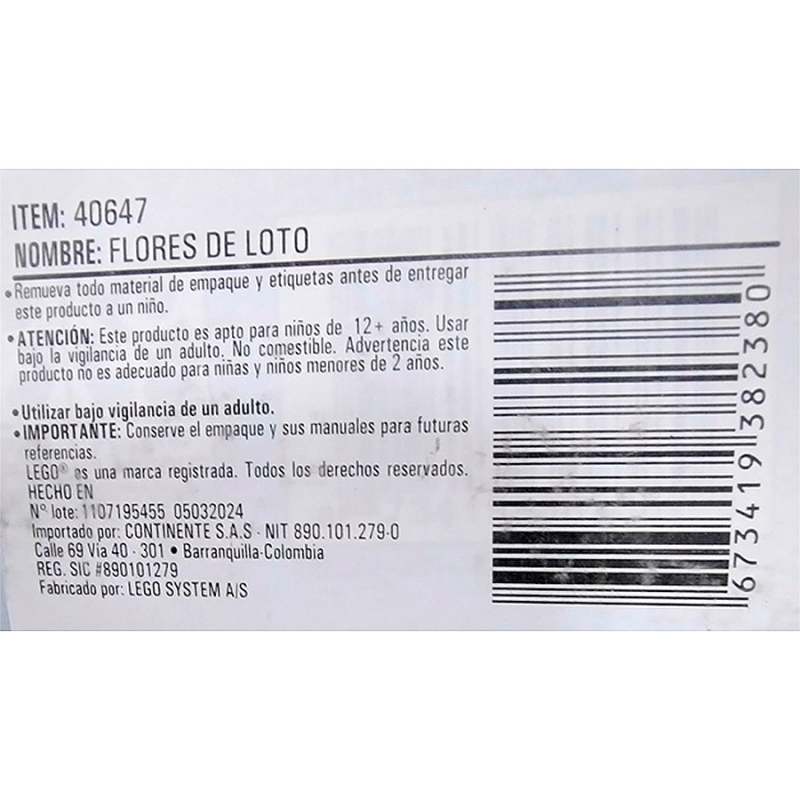 ITEM: 40647
NOMBRE: FLORES DE LOTO
•Remueva todo material de empaque y etiquetas antes de entregar
este producto a un niño.
•ATENCIÓN: Este producto es apto para niños de 12+ años. Usar
bajo la vigilancia de un adulto. No comestible. Advertencia este
producto no es adecuado para niñas y niños menores de 2 años.
•Utilizar bajo vigilancia de un adulto.
•IMPORTANTE: Conserve el empaque y sus manuales para futuras
referencias.
LEGO® es una marca registrada. Todos los derechos reservados.
HECHO EN
N° lote: 1107195455 05032024
Importado por: CONTINENTE S.A.S - NIT 890.101.279-0
Calle 69 Vía 40 - 301 • Barranquilla-Colombia
REG. SIC #890101279
Fabricado por: LEGO SYSTEM A/S
673419382380